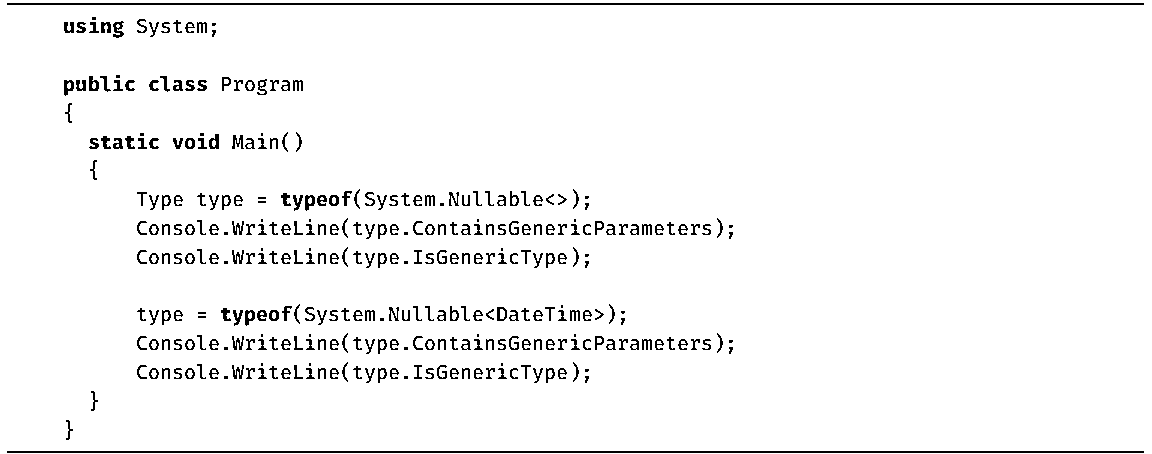 using System;

public class Program
{
  static void Main()
  {
      Type type = typeof(System.Nullable<>);
      Console.WriteLine(type.ContainsGenericParameters);
      Console.WriteLine(type.IsGenericType);

      type = typeof(System.Nullable<DateTime>);
      Console.WriteLine(type.ContainsGenericParameters);
      Console.WriteLine(type.IsGenericType);
  }
}